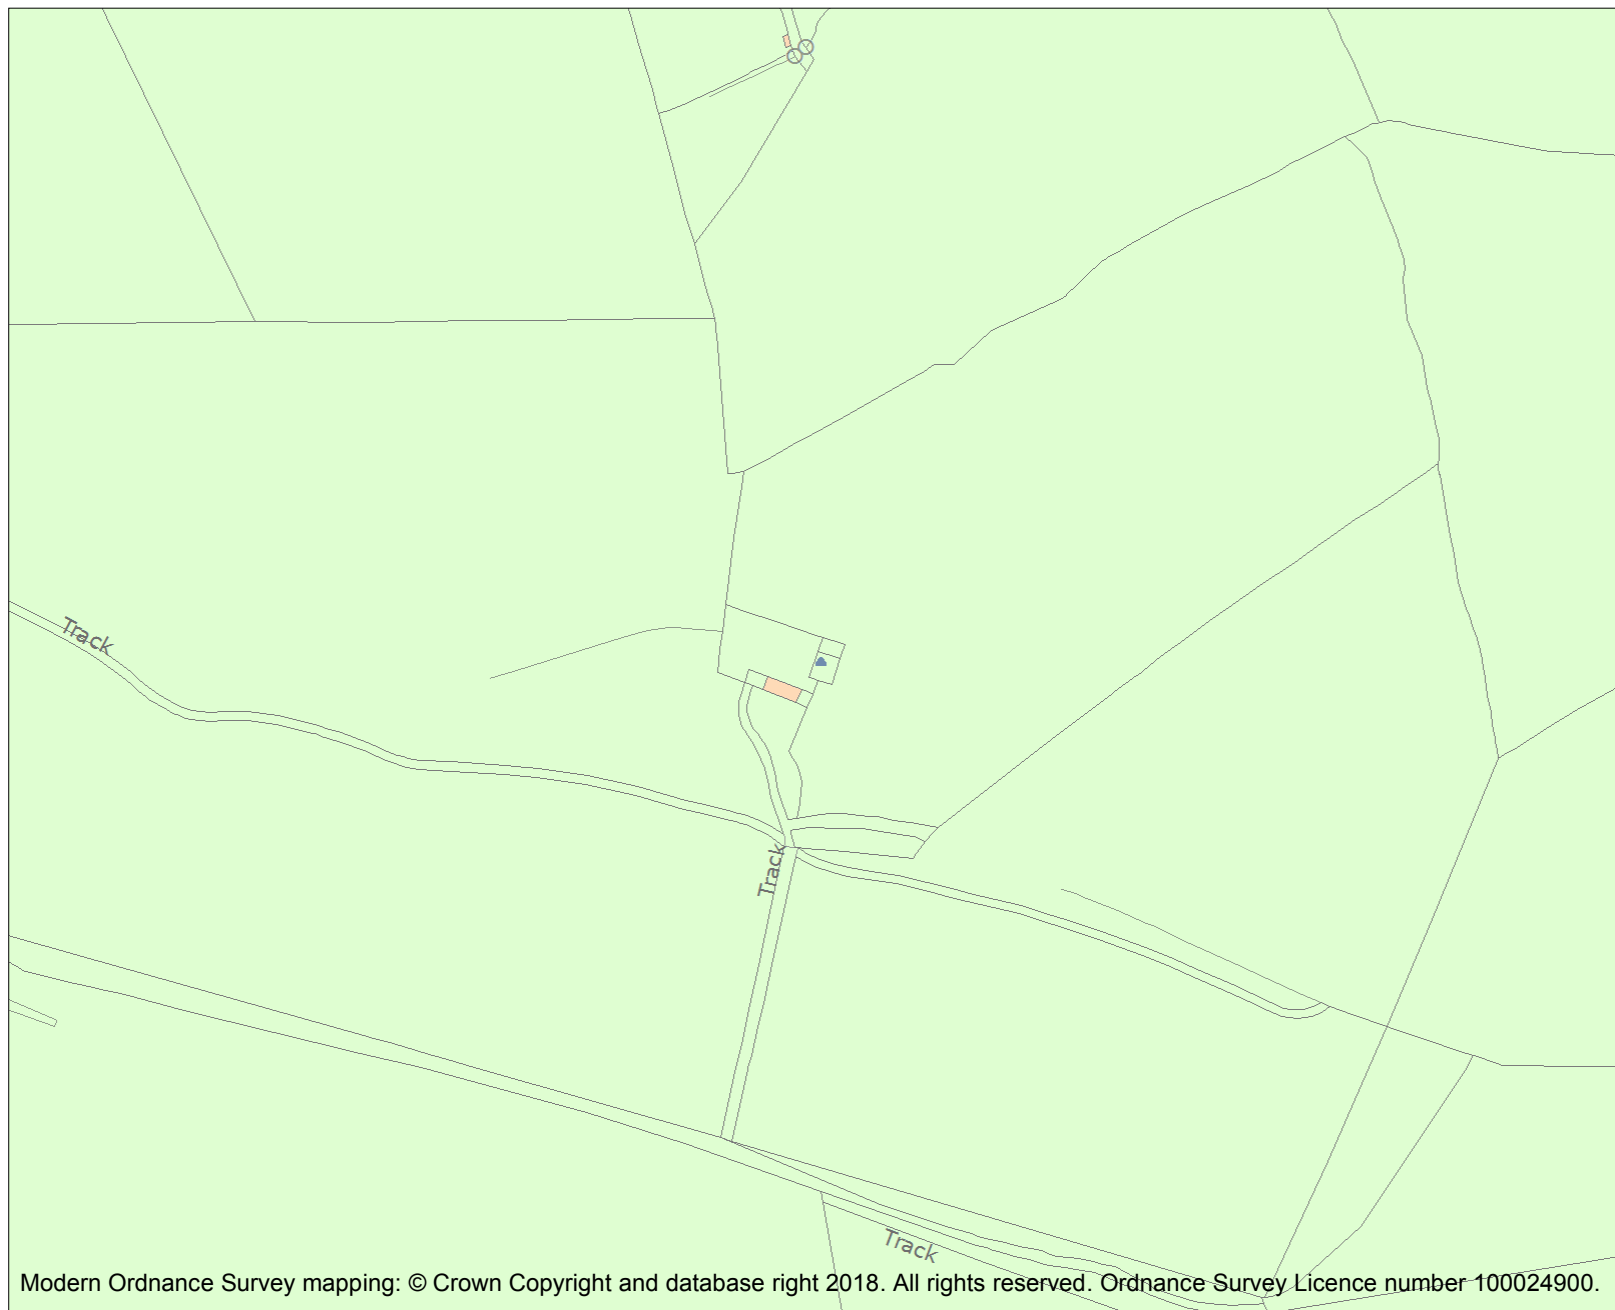 Track
Track
Track
Modern Ordnance Survey mapping: © Crown Copyright and database right 2018. All rights reserved. Ordnance Survey Licence number 100024900.